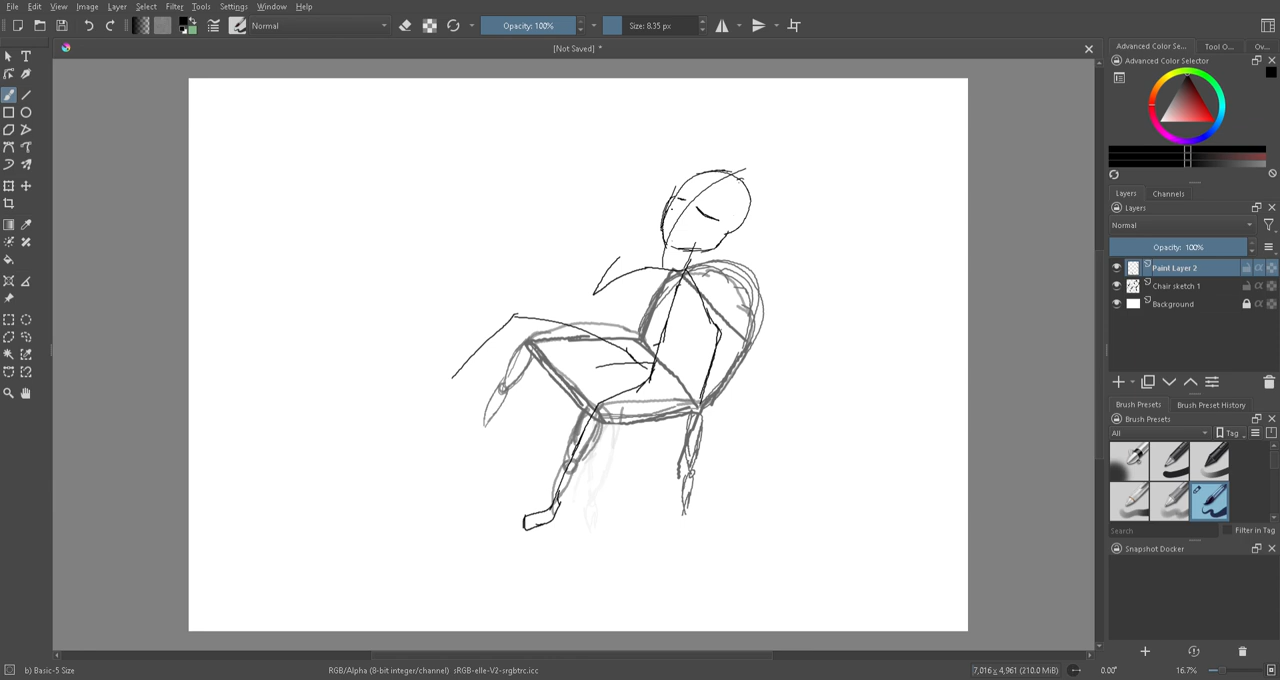 File Edit View Image Layer Select Filter Tools Settings Window Help
Normal Opacity: 100% Size: 8.35 px
[Not Saved] *
Advanced Color Se... Tool O... Ov...
Advanced Color Selector
Layers Channels
Layers
Normal
Opacity: 100%
Paint Layer 2
Chair sketch 1
Background
Brush Presets Brush Preset History
Brush Presets
All Tag
Search Filter in Tag
Snapshot Docker
b) Basic-5 Size RGB/Alpha (8-bit integer/channel) sRGB-elle-V2-srgbtrc.icc 7,016 x 4,961 (210.0 MiB) 0.00° 16.7%